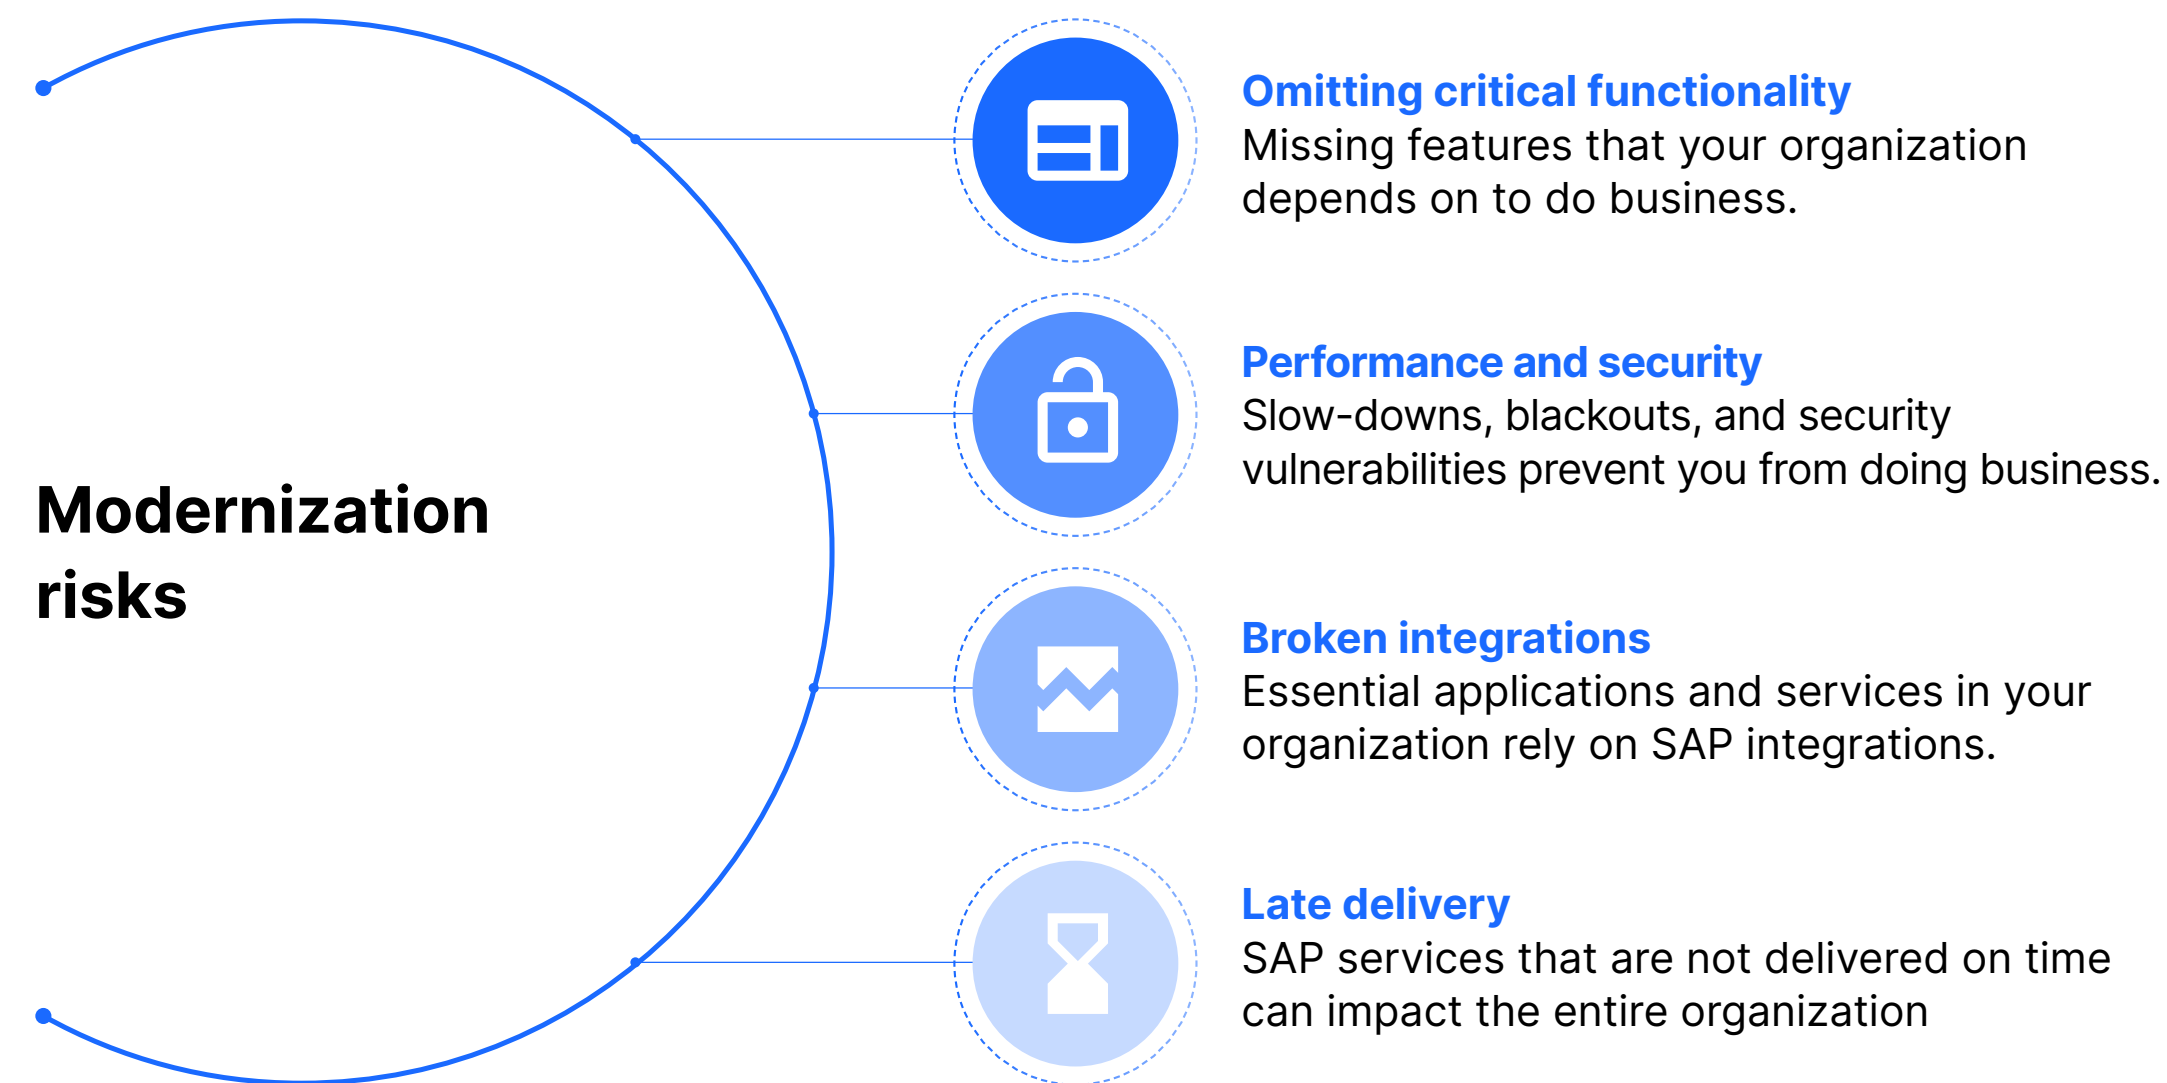 Modernization
risks
Omitting critical functionality
Missing features that your organization
depends on to do business.
Performance and security
Slow-downs, blackouts, and security
vulnerabilities prevent you from doing business.
Broken integrations
Essential applications and services in your
organization rely on SAP integrations.
Late delivery
SAP services that are not delivered on time
can impact the entire organization